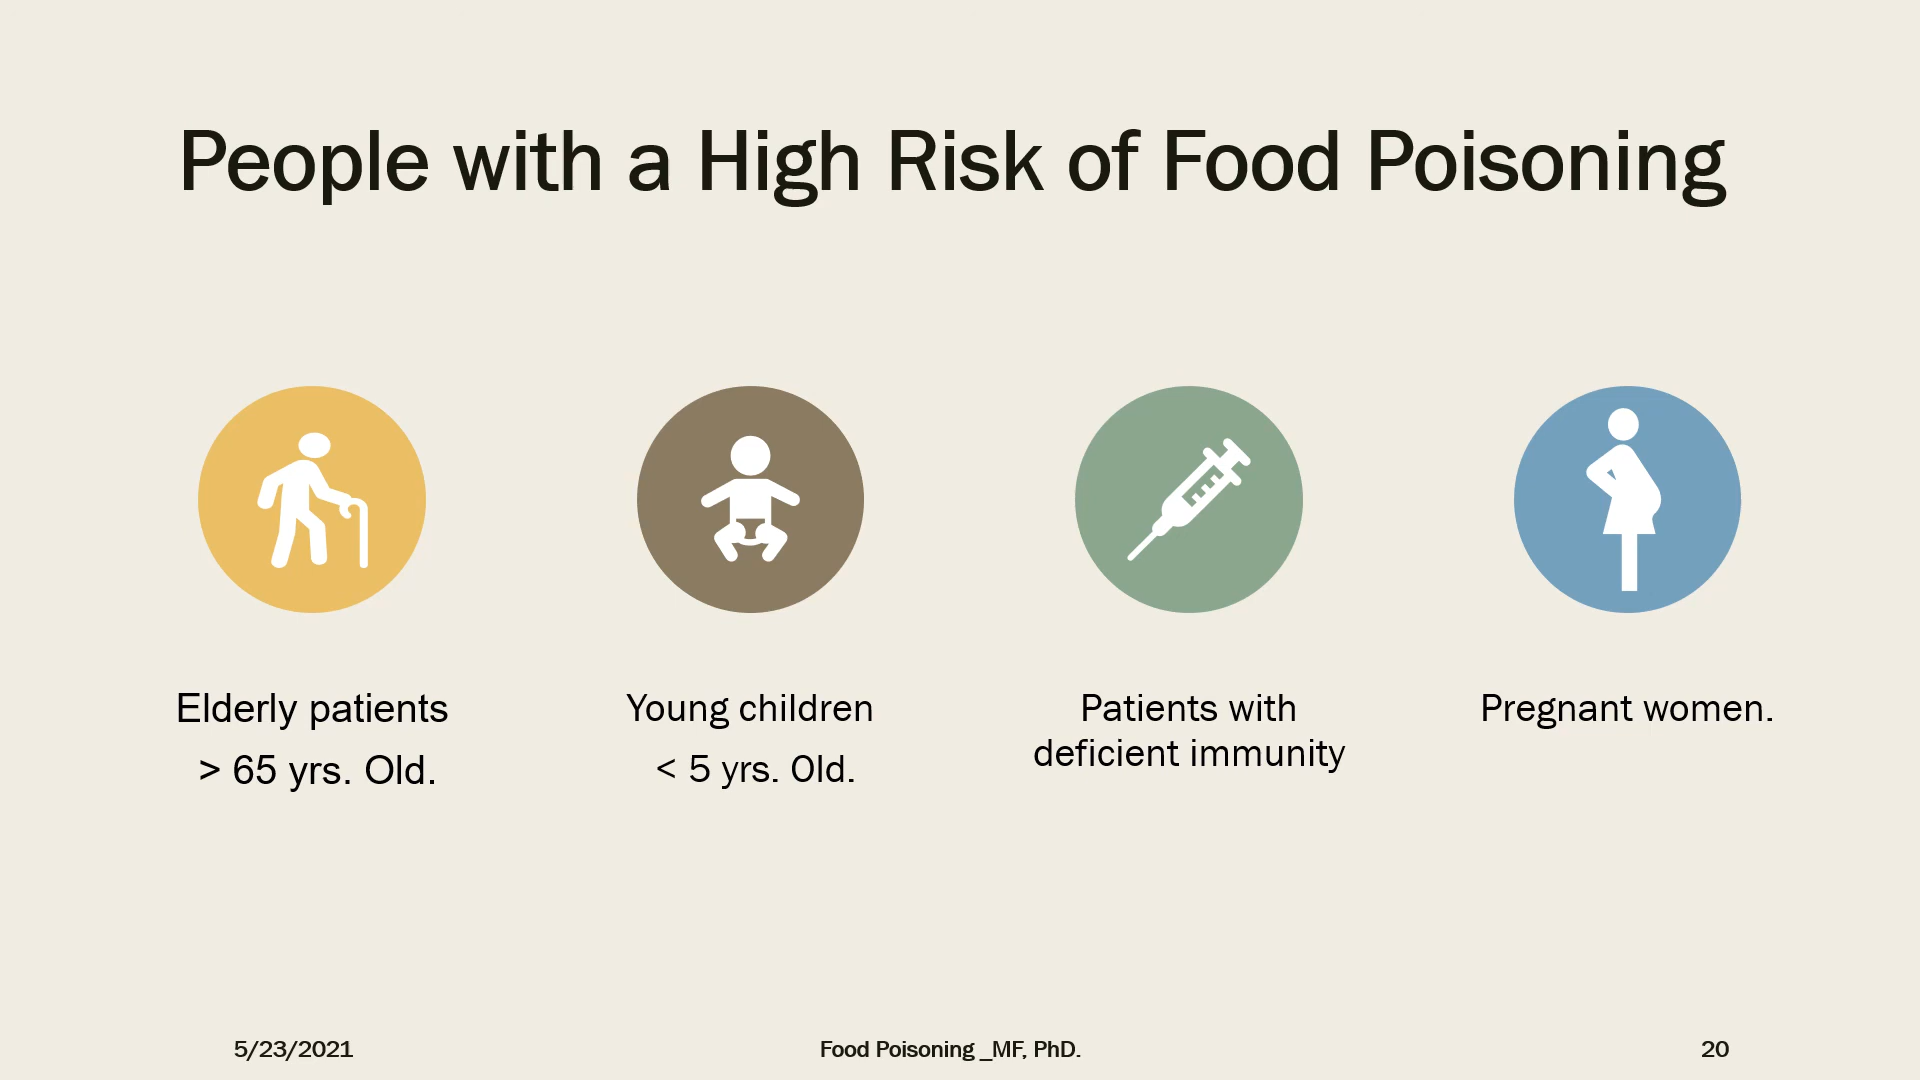 People with a High Risk of Food Poisoning
Elderly patients
> 65 yrs. Old.
Young children
< 5 yrs. Old.
Patients with
deficient immunity
Pregnant women.
5/23/2021
Food Poisoning _MF, PhD.
20